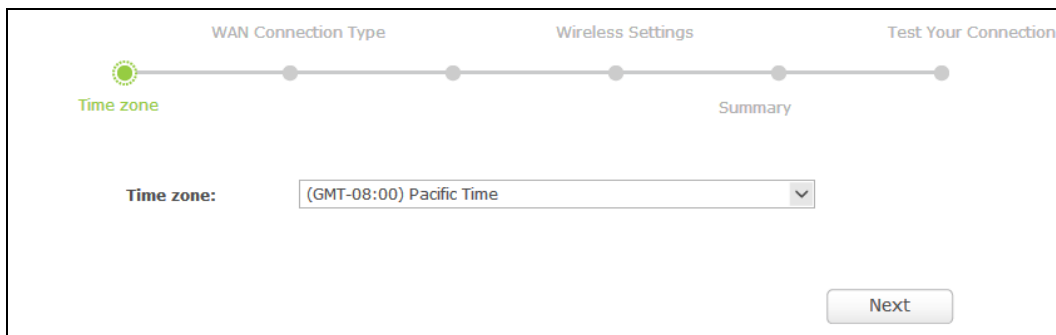 WAN Connection Type Wireless Settings Test Your Connection
Time zone Summary
Time zone: (GMT-08:00) Pacific Time
Next